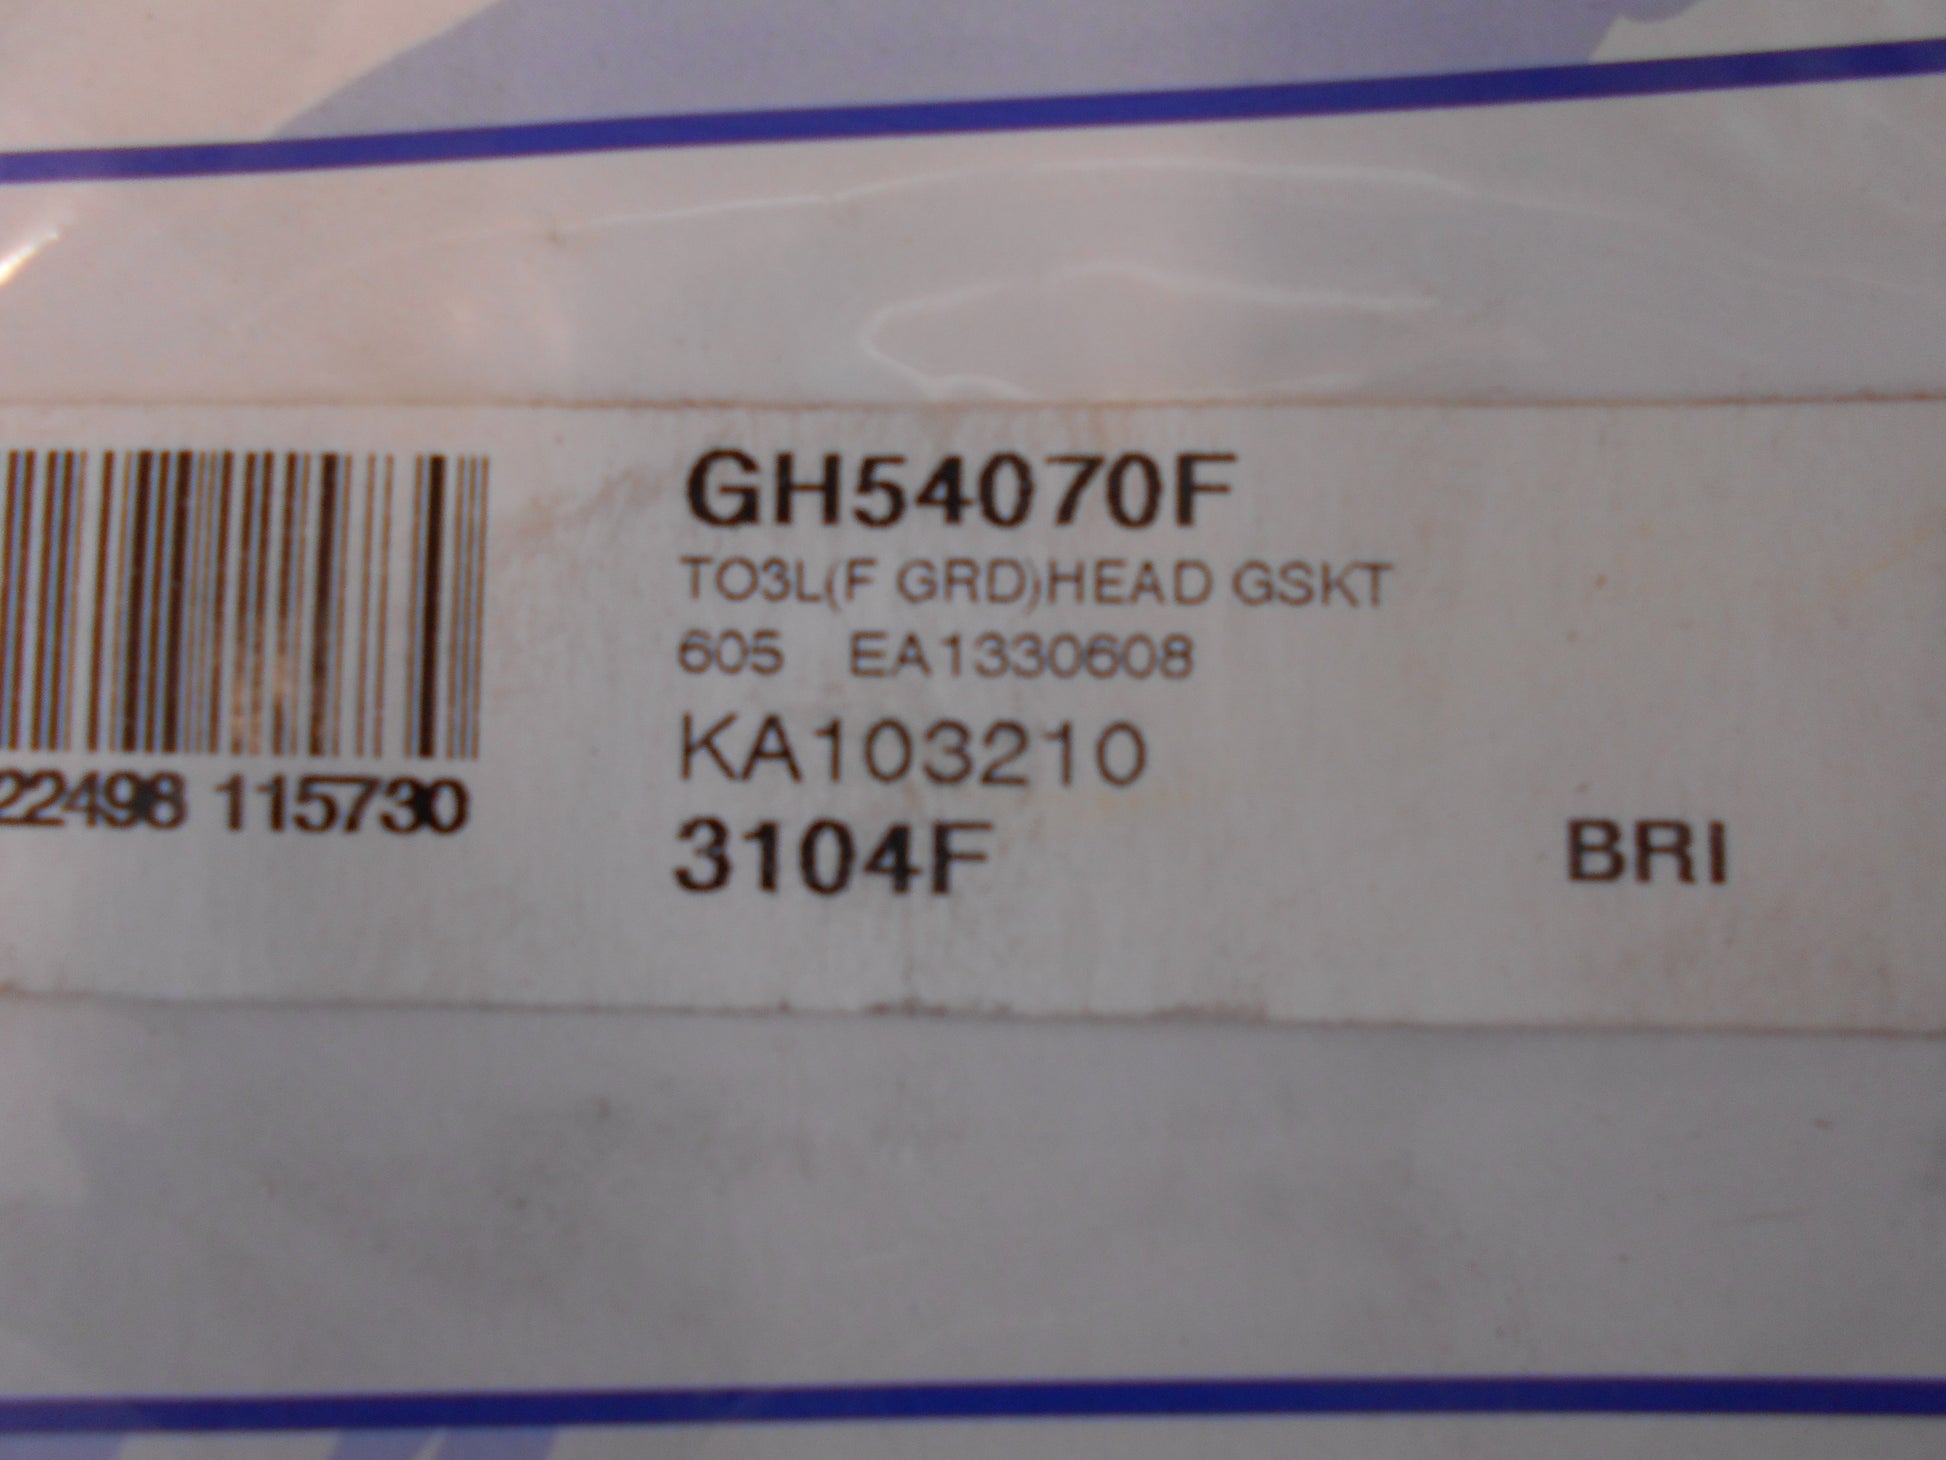 GH54070F
TO3L(F GRD)HEAD GSKT
605 EA1330608
KA103210
22498 115730
3104F
BRI